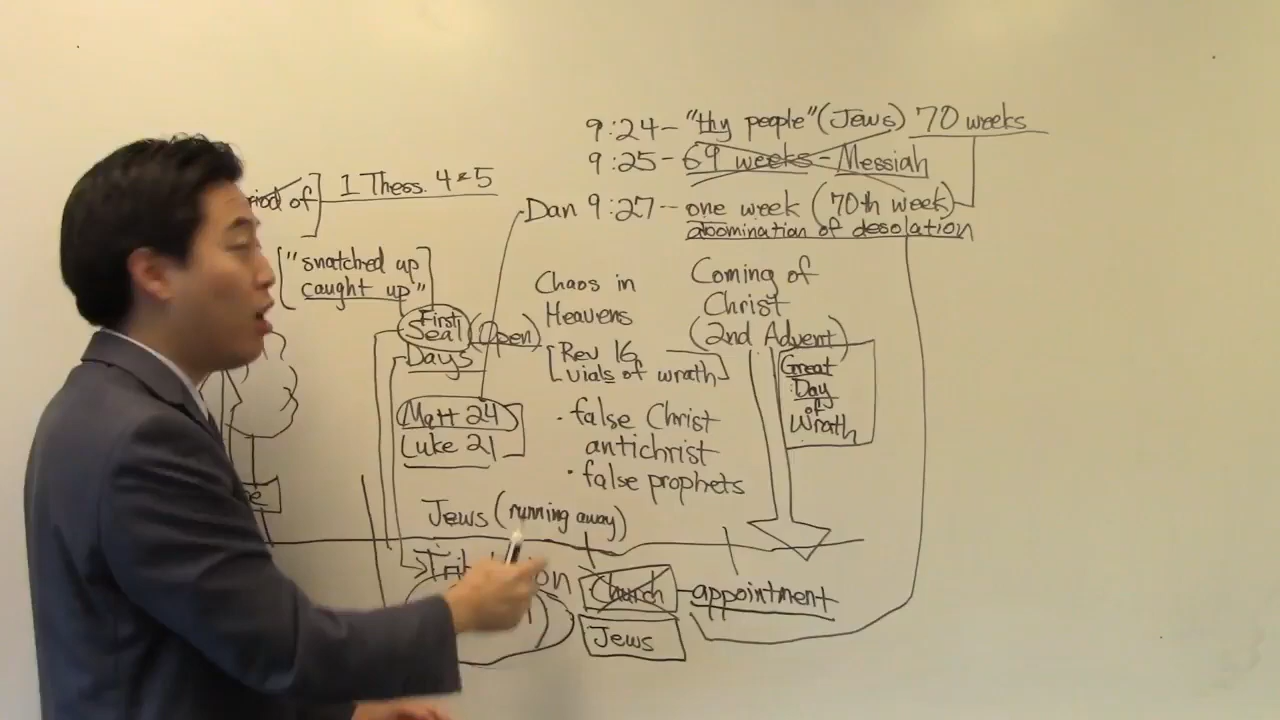 9:24 - "thy people" (Jews) 70 weeks
9:25 - 69 weeks - Messiah
Dan 9:27 - one week (70th week)
abomination of desolation
of] 1 Thess. 4 & 5
["snatched up
caught up"]
First
Seal (Open)
Days
Matt 24
Luke 21
Chaos in
Heavens
[Rev 16
vials of wrath]
· false Christ
antichrist
· false prophets
Coming of
Christ
(2nd Advent)
Great
Day
of
Wrath
Jews (running away)
Church - appointment
Jews